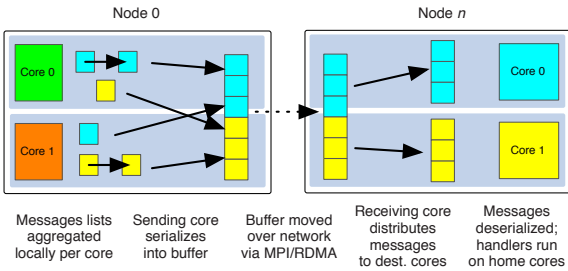 Node 0
Node n
Core 0
Core 0
Core 1
Core 1
Messages lists
aggregated
locally per core
Sending core
serializes
into buffer
Buffer moved
over network
via MPI/RDMA
Receiving core
distributes
messages
to dest. cores
Messages
deserialized;
handlers run
on home cores